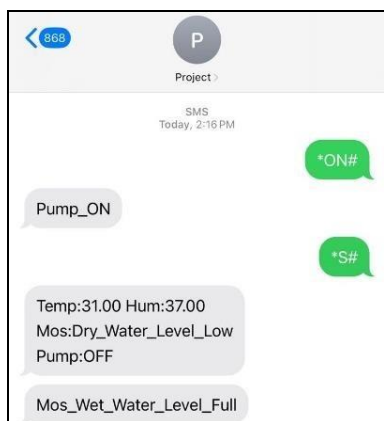 868
P
Project
SMS
Today, 2:16 PM
*ON#
Pump_ON
*S#
Temp:31.00 Hum:37.00
Mos:Dry_Water_Level_Low
Pump:OFF
Mos_Wet_Water_Level_Full